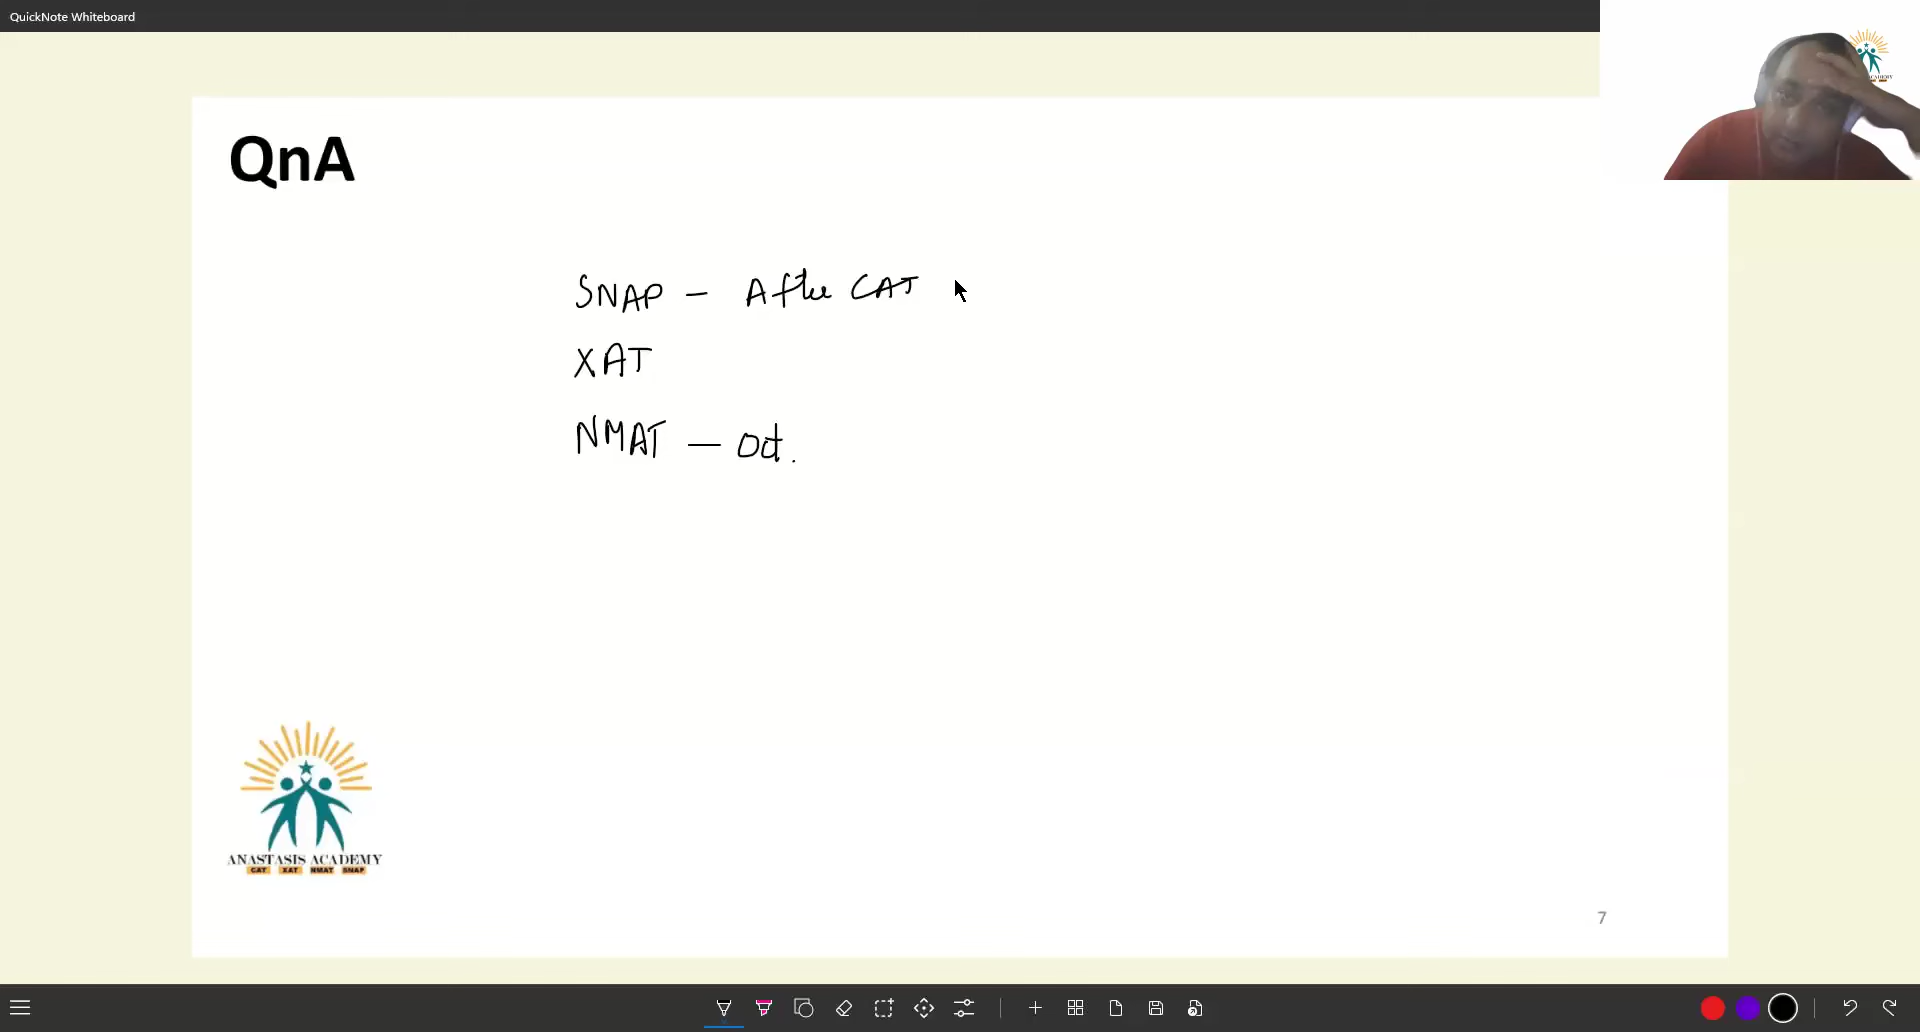 QuickNote Whiteboard
QnA
SNAP - After CAT
XAT
NMAT - Oct.
ANASTASIS ACADEMY
CAT XAT NMAT SNAP
7